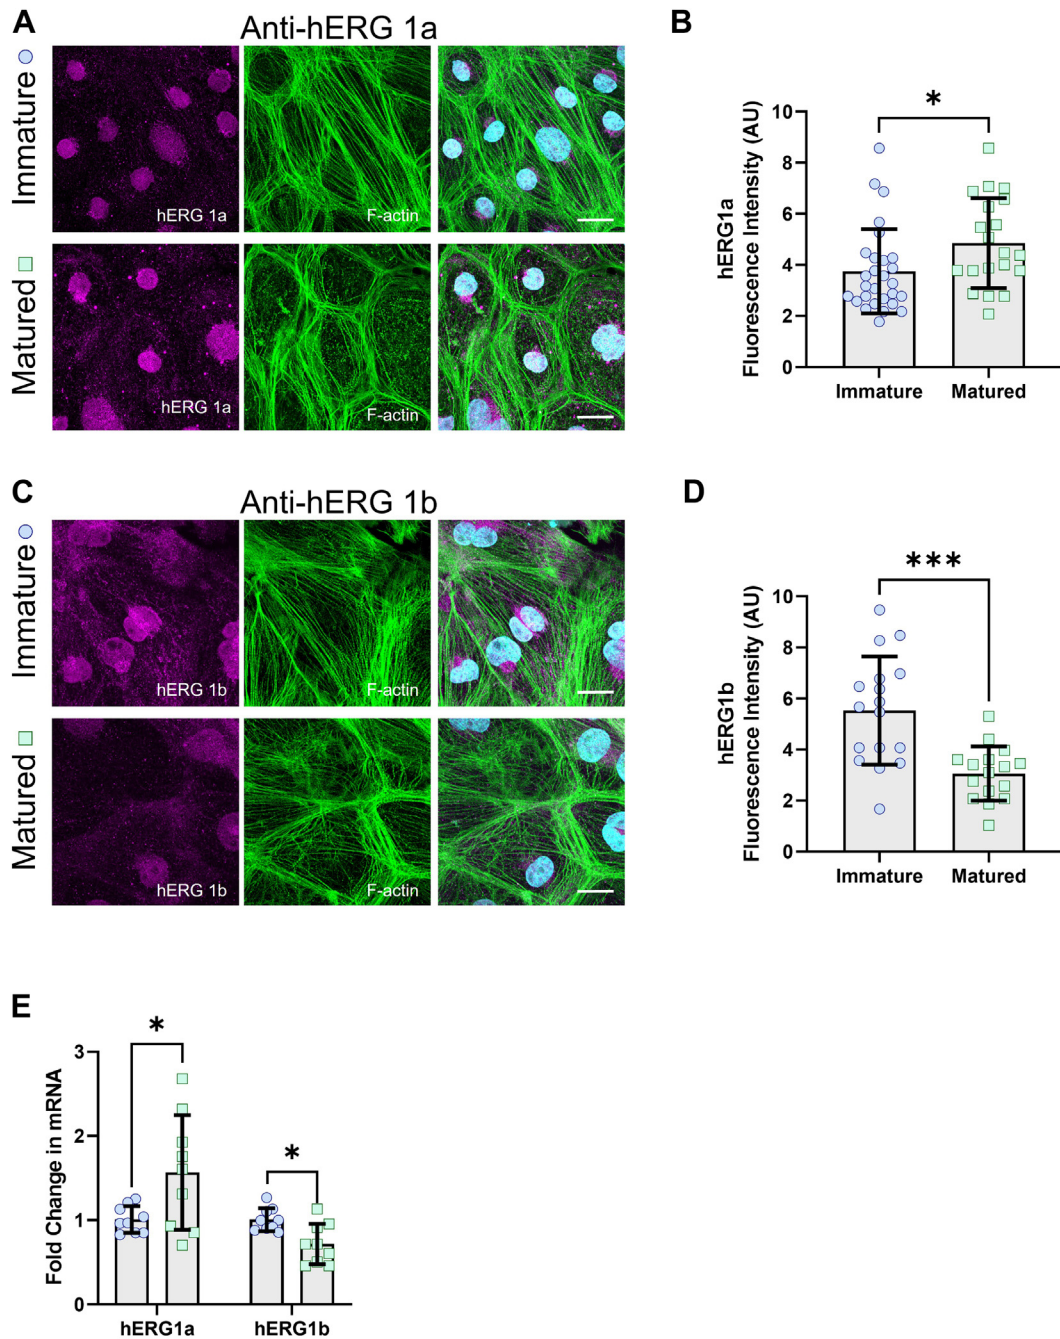 A
Anti-hERG 1a
Immature
hERG 1a
F-actin
Matured
hERG 1a
F-actin
B
*
hERG1a
Fluorescence Intensity (AU)
10
8
6
4
2
0
Immature
Matured
C
Anti-hERG 1b
Immature
hERG 1b
F-actin
Matured
hERG 1b
F-actin
D
***
hERG1b
Fluorescence Intensity (AU)
10
8
6
4
2
0
Immature
Matured
E
*
*
Fold Change in mRNA
3
2
1
0
hERG1a
hERG1b